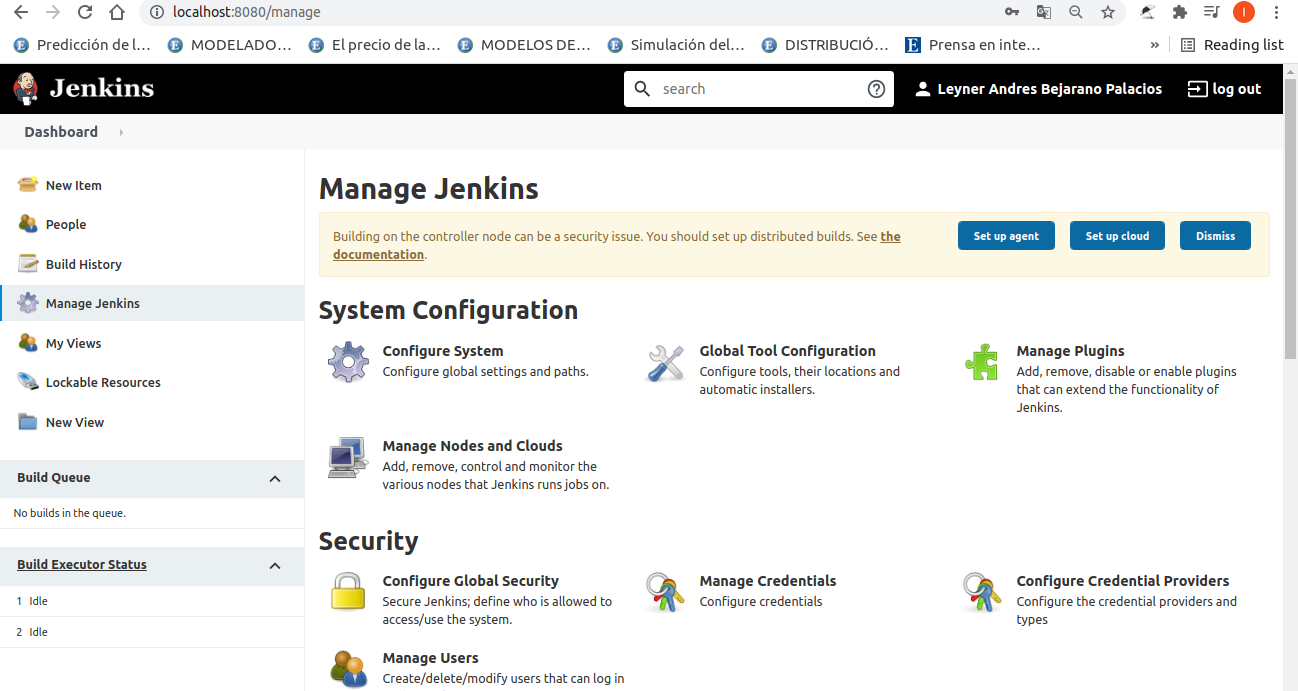 localhost:8080/manage
I
Predicción de l...
MODELADO...
El precio de la...
MODELOS DE...
Simulación del...
DISTRIBUCIÓ...
Prensa en inte...
»
Reading list
Jenkins
search
Leyner Andres Bejarano Palacios
log out
Dashboard
New Item
People
Build History
Manage Jenkins
My Views
Lockable Resources
New View
Build Queue
No builds in the queue.
Build Executor Status
1 Idle
2 Idle
Manage Jenkins
Building on the controller node can be a security issue. You should set up distributed builds. See the
documentation.
Set up agent
Set up cloud
Dismiss
System Configuration
Configure System
Configure global settings and paths.
Global Tool Configuration
Configure tools, their locations and
automatic installers.
Manage Plugins
Add, remove, disable or enable plugins
that can extend the functionality of
Jenkins.
Manage Nodes and Clouds
Add, remove, control and monitor the
various nodes that Jenkins runs jobs on.
Security
Configure Global Security
Secure Jenkins; define who is allowed to
access/use the system.
Manage Credentials
Configure credentials
Configure Credential Providers
Configure the credential providers and
types
Manage Users
Create/delete/modify users that can log in